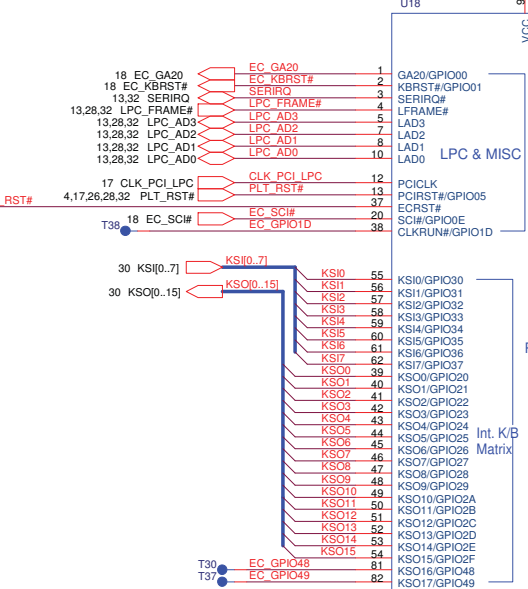 U18
9
VCC
18 EC_GA20 EC_GA20 1 GA20/GPIO00
18 EC_KBRST# EC_KBRST# 2 KBRST#/GPIO01
13,32 SERIRQ SERIRQ 3 SERIRQ#
13,28,32 LPC_FRAME# LPC_FRAME# 4 LFRAME#
13,28,32 LPC_AD3 LPC_AD3 5 LAD3
13,28,32 LPC_AD2 LPC_AD2 7 LAD2
13,28,32 LPC_AD1 LPC_AD1 8 LAD1
13,28,32 LPC_AD0 LPC_AD0 10 LAD0
LPC & MISC
17 CLK_PCI_LPC CLK_PCI_LPC 12 PCICLK
4,17,26,28,32 PLT_RST# PLT_RST# 13 PCIRST#/GPIO05
_RST# 37 ECRST#
18 EC_SCI# EC_SCI# 20 SCI#/GPIO0E
T38 EC_GPIO1D 38 CLKRUN#/GPIO1D
30 KSI[0..7] KSI[0..7]
30 KSO[0..15] KSO[0..15]
KSI0 55 KSI0/GPIO30
KSI1 56 KSI1/GPIO31
KSI2 57 KSI2/GPIO32
KSI3 58 KSI3/GPIO33
KSI4 59 KSI4/GPIO34
KSI5 60 KSI5/GPIO35
KSI6 61 KSI6/GPIO36
KSI7 62 KSI7/GPIO37
KSO0 39 KSO0/GPIO20
KSO1 40 KSO1/GPIO21
KSO2 41 KSO2/GPIO22
KSO3 42 KSO3/GPIO23
KSO4 43 KSO4/GPIO24
KSO5 44 KSO5/GPIO25
KSO6 45 KSO6/GPIO26
KSO7 46 KSO7/GPIO27
KSO8 47 KSO8/GPIO28
KSO9 48 KSO9/GPIO29
KSO10 49 KSO10/GPIO2A
KSO11 50 KSO11/GPIO2B
KSO12 51 KSO12/GPIO2C
KSO13 52 KSO13/GPIO2D
KSO14 53 KSO14/GPIO2E
KSO15 54 KSO15/GPIO2F
Int. K/B
Matrix
T30 EC_GPIO48 81 KSO16/GPIO48
T37 EC_GPIO49 82 KSO17/GPIO49